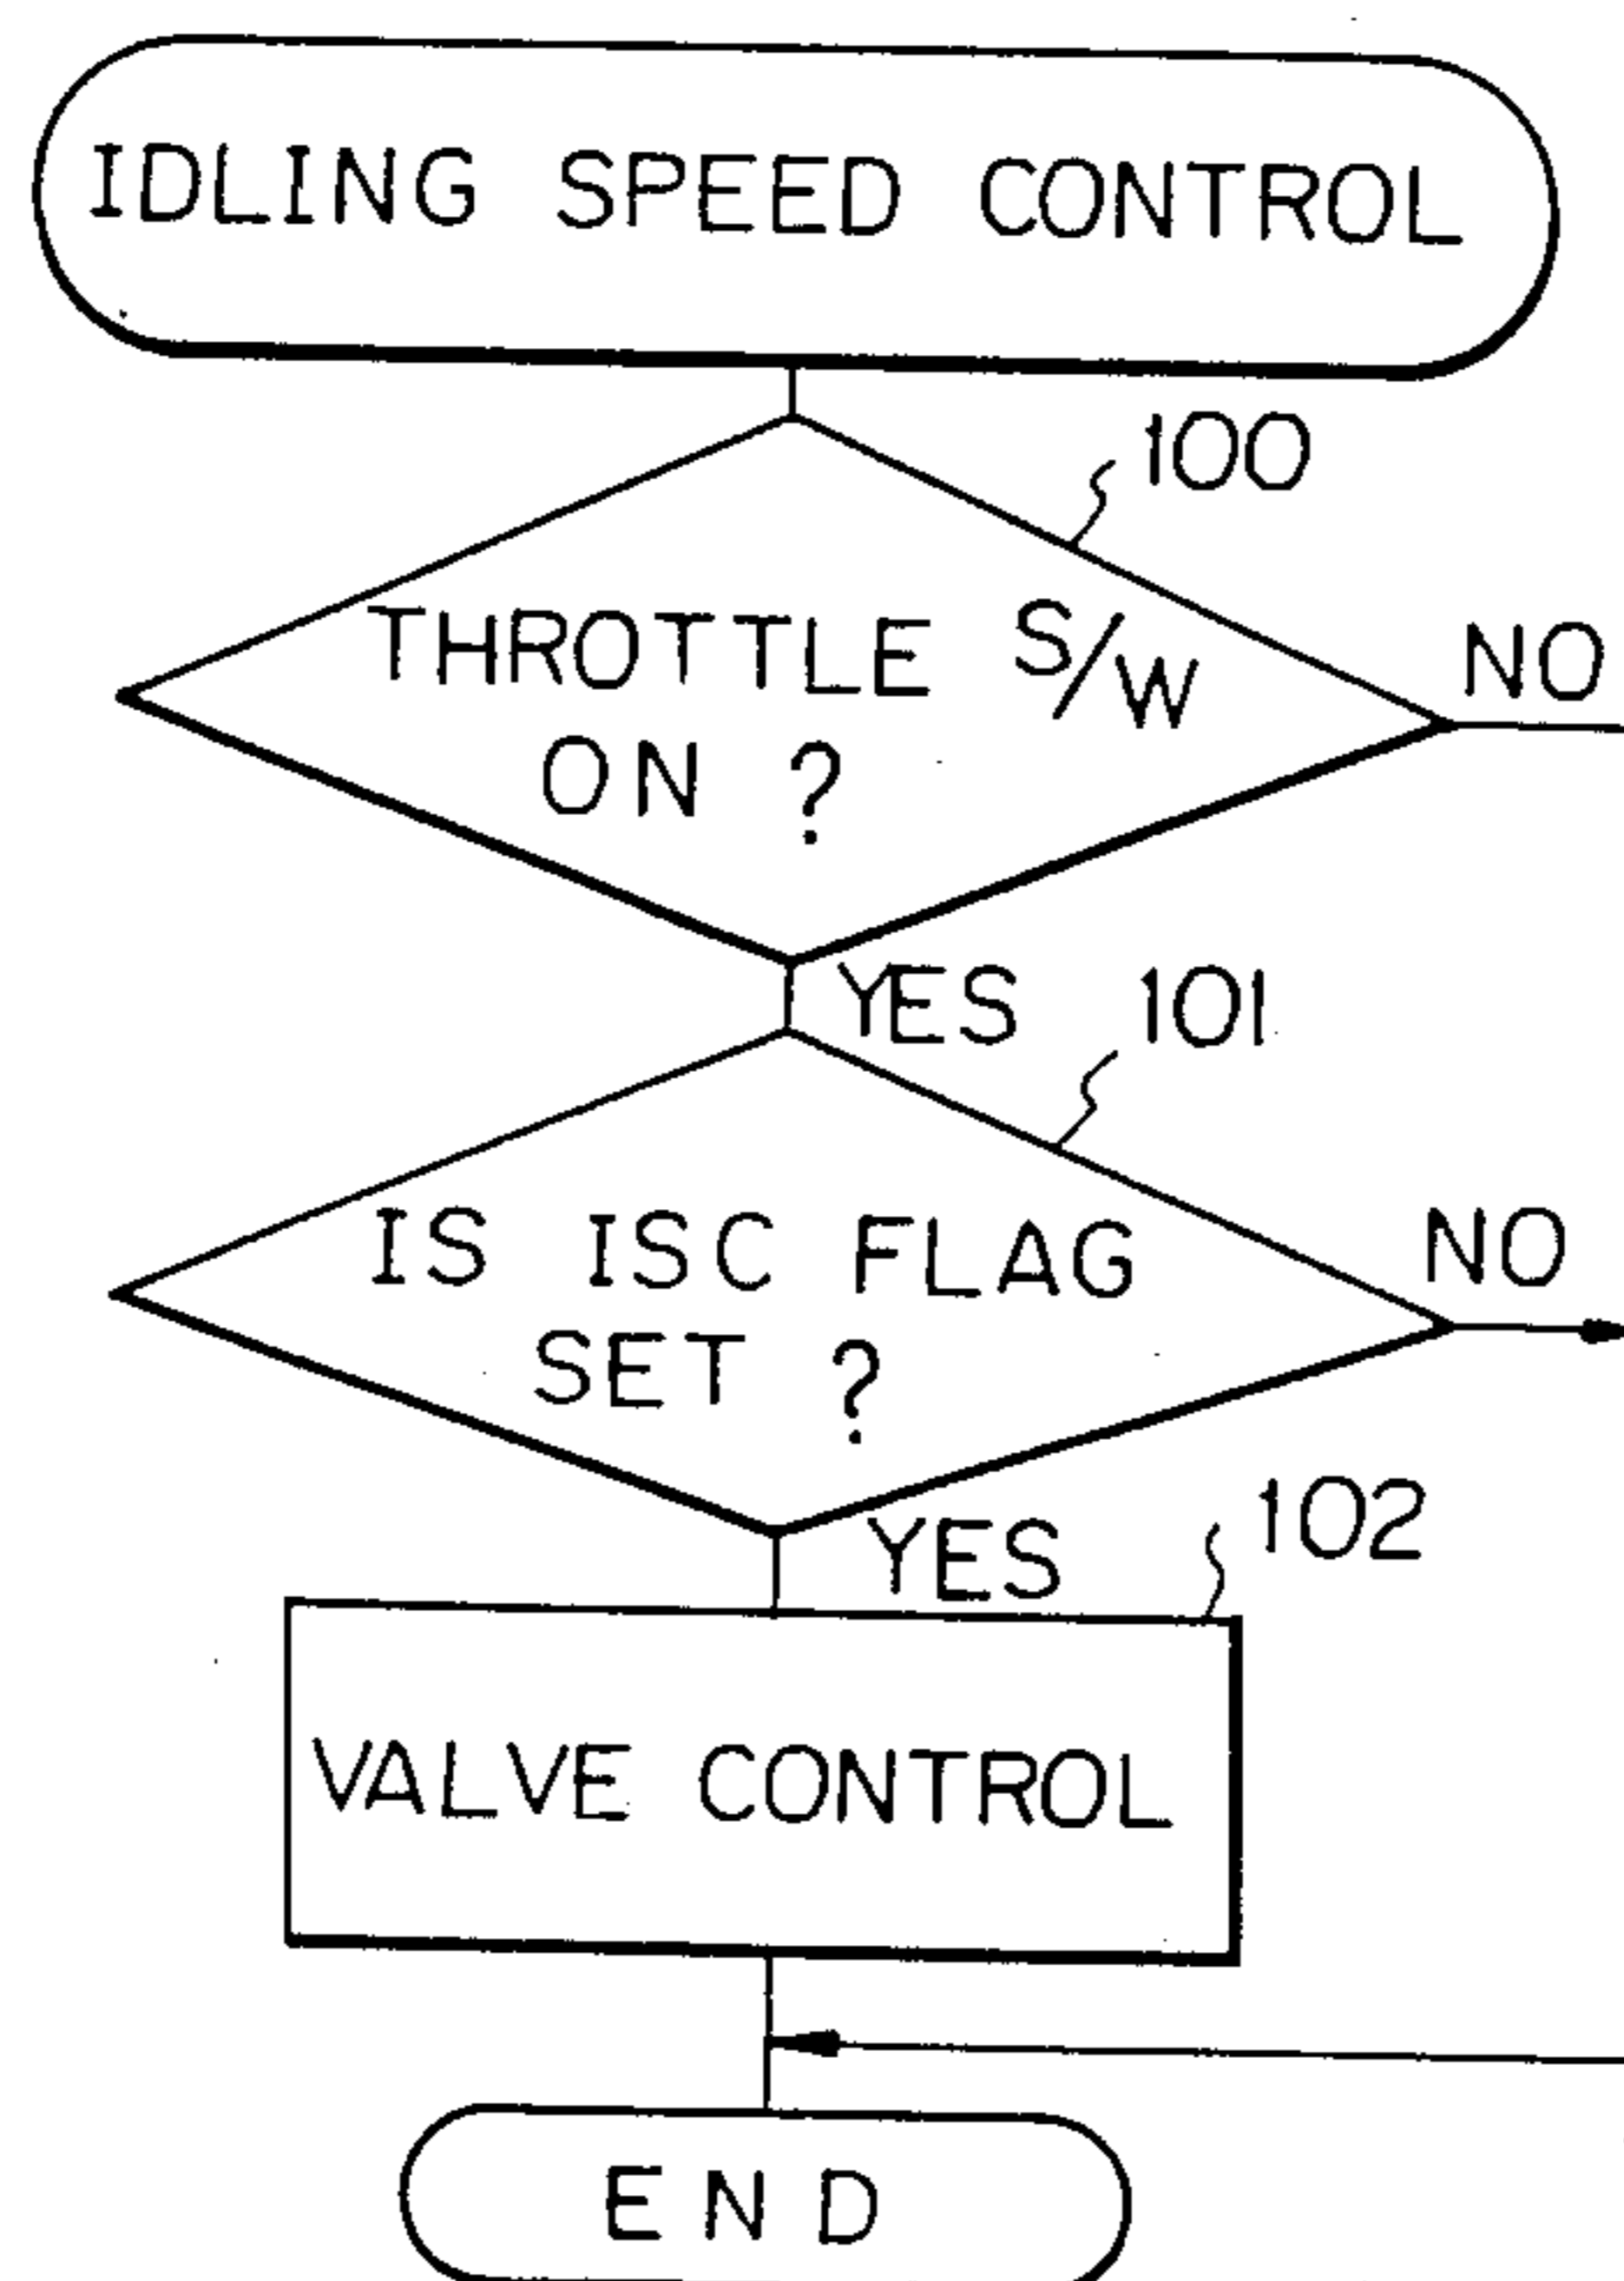 IDLING SPEED CONTROL
100
THROTTLE S/W
ON ?
NO
YES
101
IS ISC FLAG
SET ?
NO
YES
102
VALVE CONTROL
END